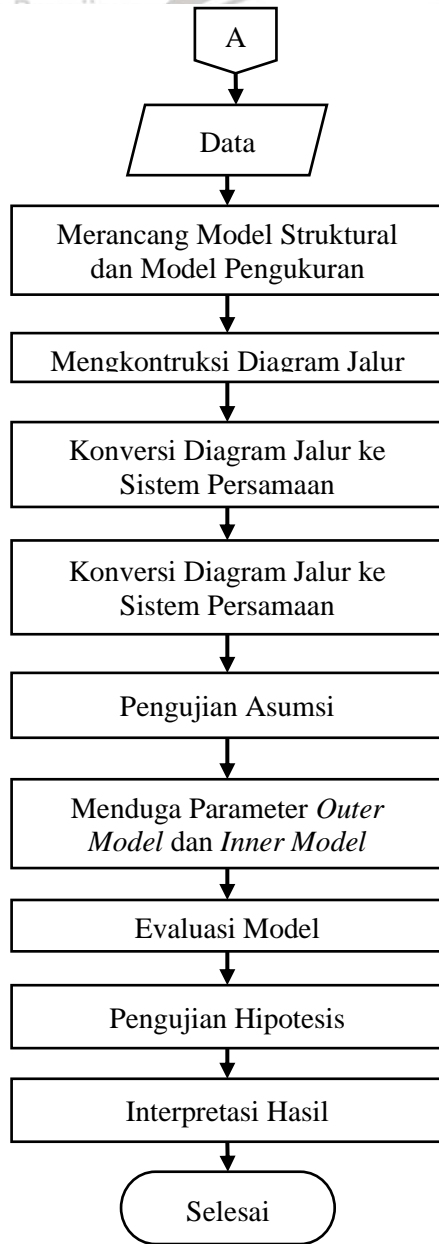 A
Data
Merancang Model Struktural
dan Model Pengukuran
Mengkontruksi Diagram Jalur
Konversi Diagram Jalur ke
Sistem Persamaan
Konversi Diagram Jalur ke
Sistem Persamaan
Pengujian Asumsi
Menduga Parameter Outer
Model dan Inner Model
Evaluasi Model
Pengujian Hipotesis
Interpretasi Hasil
Selesai